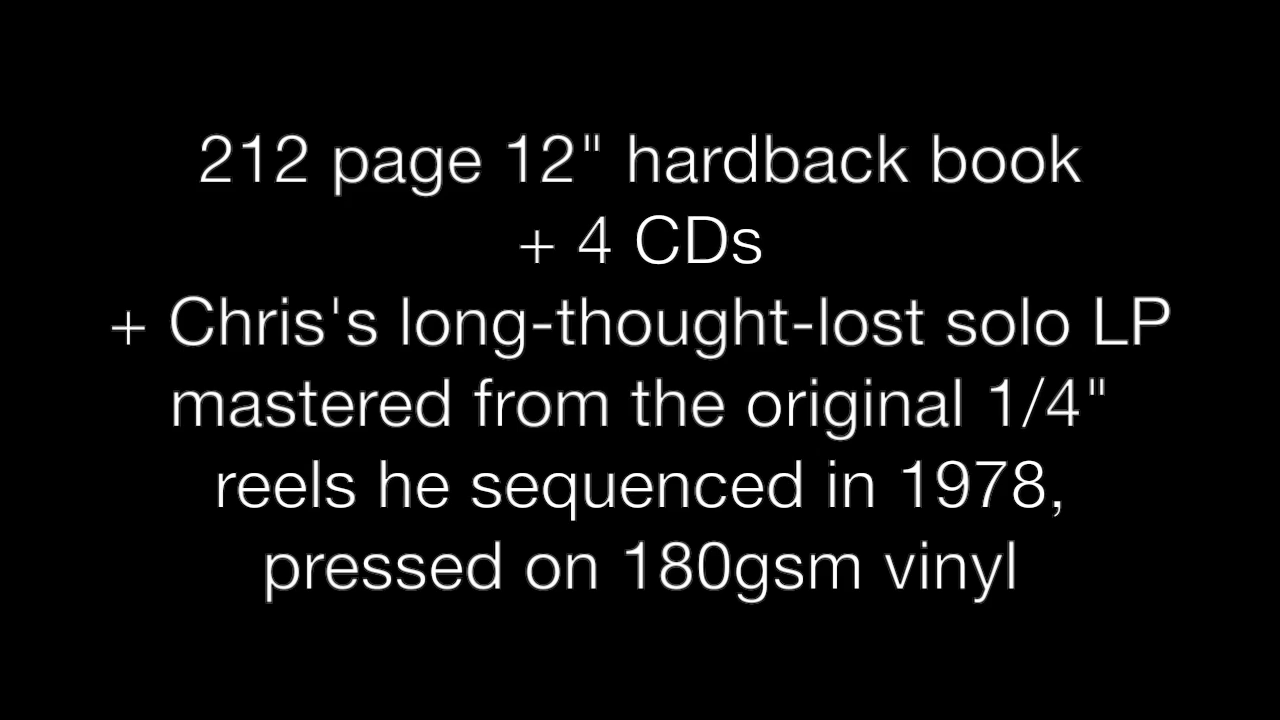 212 page 12" hardback book
+ 4 CDs
+ Chris's long-thought-lost solo LP
mastered from the original 1/4"
reels he sequenced in 1978,
pressed on 180gsm vinyl